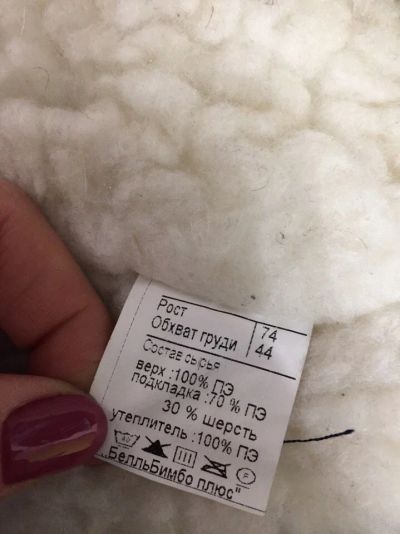 Рост 74
Обхват груди 44
Состав сырья
верх :100% ПЭ
подкладка :70 % ПЭ
30 % шерсть
утеплитель :100% ПЭ
40 P
"БелльБимбо плюс"